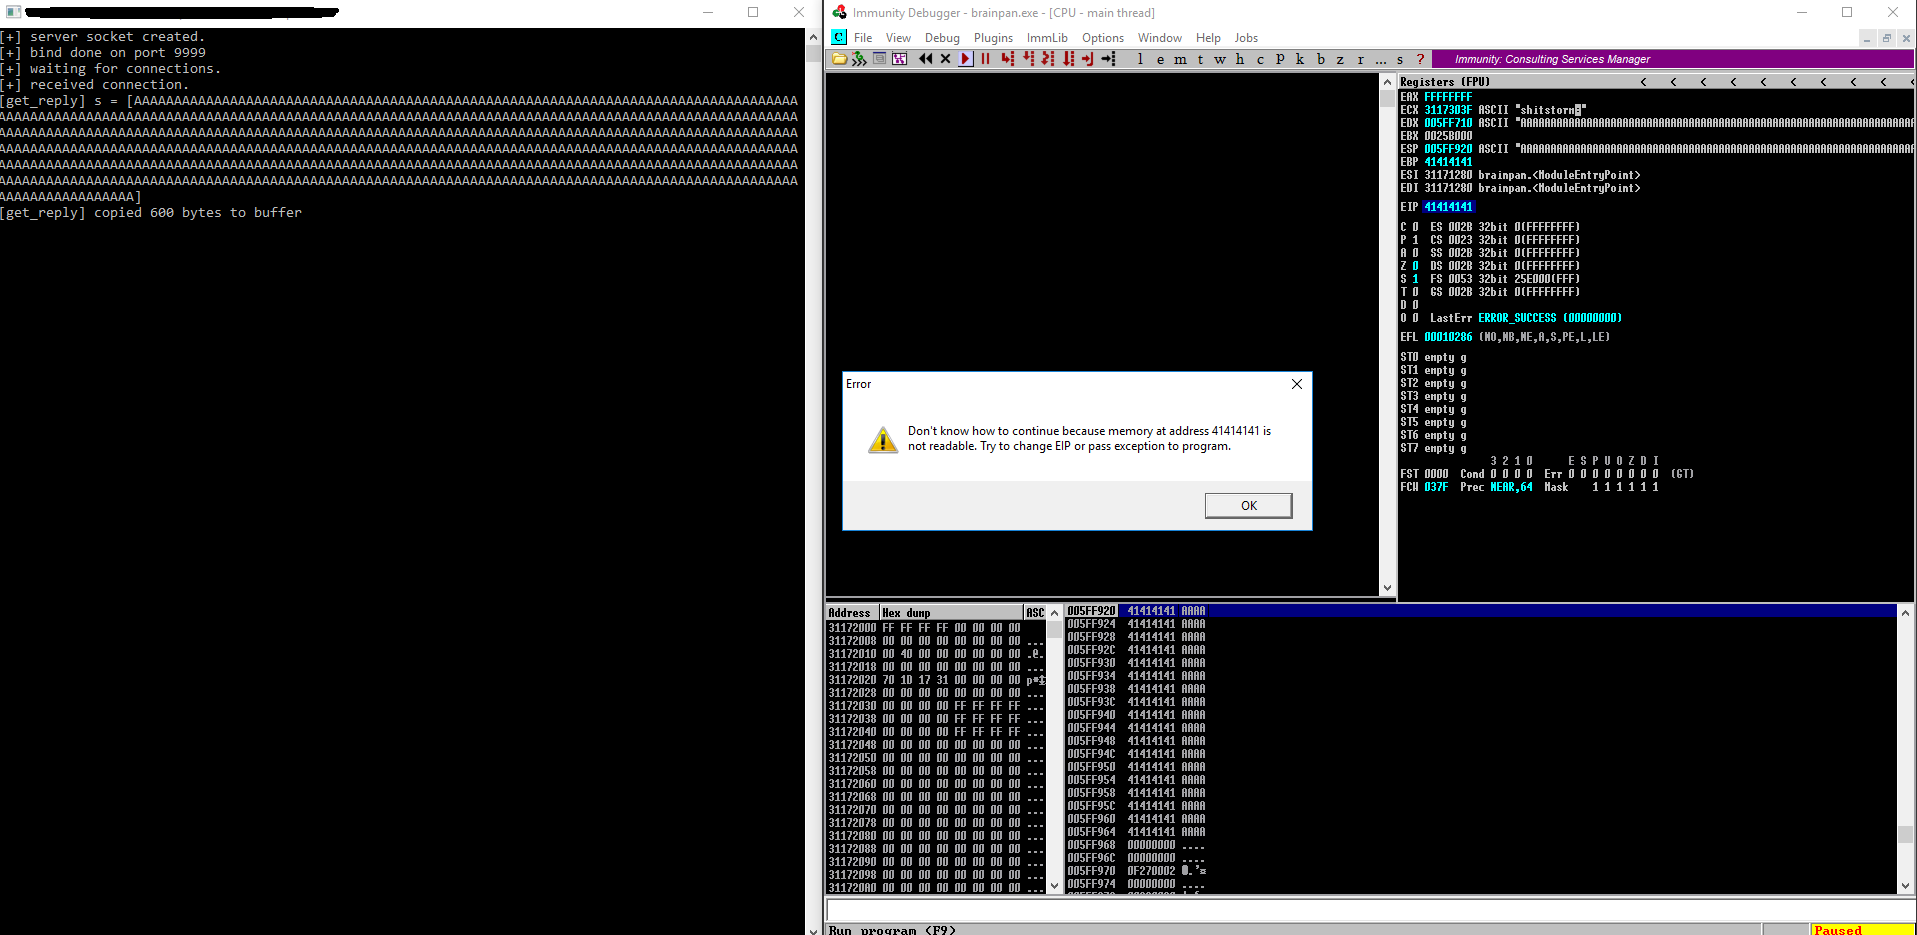 [+] server socket created.
[+] bind done on port 9999
[+] waiting for connections.
[+] received connection.
[get_reply] s = [AAAAAAAAAAAAAAAAAAAAAAAAAAAAAAAAAAAAAAAAAAAAAAAAAAAAAAAAAAAAAAAAAAAAAAAAAAAAAAAAAAA
AAAAAAAAAAAAAAAAAAAAAAAAAAAAAAAAAAAAAAAAAAAAAAAAAAAAAAAAAAAAAAAAAAAAAAAAAAAAAAAAAAAAAAAAAAAAAAAAAAAA
AAAAAAAAAAAAAAAAAAAAAAAAAAAAAAAAAAAAAAAAAAAAAAAAAAAAAAAAAAAAAAAAAAAAAAAAAAAAAAAAAAAAAAAAAAAAAAAAAAAA
AAAAAAAAAAAAAAAAAAAAAAAAAAAAAAAAAAAAAAAAAAAAAAAAAAAAAAAAAAAAAAAAAAAAAAAAAAAAAAAAAAAAAAAAAAAAAAAAAAAA
AAAAAAAAAAAAAAAAAAAAAAAAAAAAAAAAAAAAAAAAAAAAAAAAAAAAAAAAAAAAAAAAAAAAAAAAAAAAAAAAAAAAAAAAAAAAAAAAAAAA
AAAAAAAAAAAAAAAAAAAAAAAAAAAAAAAAAAAAAAAAAAAAAAAAAAAAAAAAAAAAAAAAAAAAAAAAAAAAAAAAAAAAAAAAAAAAAAAAAAAA
AAAAAAAAAAAAAAAAA]
[get_reply] copied 600 bytes to buffer
Immunity Debugger - brainpan.exe - [CPU - main thread]
C File View Debug Plugins ImmLib Options Window Help Jobs
l e m t w h c P k b z r ... s ? Immunity: Consulting Services Manager
Registers (FPU) < < < < < < < < < <
EAX FFFFFFFF
ECX 3117303F ASCII "shitstorm
EDX 005FF710 ASCII "AAAAAAAAAAAAAAAAAAAAAAAAAAAAAAAAAAAAAAAAAAAAAAAAAAAAAAAAAAAAAAAAA
EBX 0025B000
ESP 005FF920 ASCII "AAAAAAAAAAAAAAAAAAAAAAAAAAAAAAAAAAAAAAAAAAAAAAAAAAAAAAAAAAAAAAAAA
EBP 41414141
ESI 31171280 brainpan.<ModuleEntryPoint>
EDI 31171280 brainpan.<ModuleEntryPoint>
EIP 41414141
C 0 ES 002B 32bit 0(FFFFFFFF)
P 1 CS 0023 32bit 0(FFFFFFFF)
A 0 SS 002B 32bit 0(FFFFFFFF)
Z 0 DS 002B 32bit 0(FFFFFFFF)
S 1 FS 0053 32bit 25E000(FFF)
T 0 GS 002B 32bit 0(FFFFFFFF)
D 0
O 0 LastErr ERROR_SUCCESS (00000000)
EFL 00010286 (NO,NB,NE,A,S,PE,L,LE)
ST0 empty g
ST1 empty g
ST2 empty g
ST3 empty g
ST4 empty g
ST5 empty g
ST6 empty g
ST7 empty g
3 2 1 0 E S P U O Z D I
FST 0000 Cond 0 0 0 0 Err 0 0 0 0 0 0 0 0 (GT)
FCW 037F Prec NEAR,64 Mask 1 1 1 1 1 1
Error
Don't know how to continue because memory at address 41414141 is
not readable. Try to change EIP or pass exception to program.
OK
Address Hex dump ASC
31172000 FF FF FF FF 00 00 00 00
31172008 00 00 00 00 00 00 00 00 ...
31172010 00 40 00 00 00 00 00 00 .@.
31172018 00 00 00 00 00 00 00 00 ...
31172020 70 1D 17 31 00 00 00 00 p
31172028 00 00 00 00 00 00 00 00 ...
31172030 00 00 00 00 FF FF FF FF ...
31172038 00 00 00 00 FF FF FF FF ...
31172040 00 00 00 00 FF FF FF FF ...
31172048 00 00 00 00 00 00 00 00 ...
31172050 00 00 00 00 00 00 00 00 ...
31172058 00 00 00 00 00 00 00 00 ...
31172060 00 00 00 00 00 00 00 00 ...
31172068 00 00 00 00 00 00 00 00 ...
31172070 00 00 00 00 00 00 00 00 ...
31172078 00 00 00 00 00 00 00 00 ...
31172080 00 00 00 00 00 00 00 00 ...
31172088 00 00 00 00 00 00 00 00 ...
31172090 00 00 00 00 00 00 00 00 ...
31172098 00 00 00 00 00 00 00 00 ...
311720A0 00 00 00 00 00 00 00 00 ...
005FF920 41414141 AAAA
005FF924 41414141 AAAA
005FF928 41414141 AAAA
005FF92C 41414141 AAAA
005FF930 41414141 AAAA
005FF934 41414141 AAAA
005FF938 41414141 AAAA
005FF93C 41414141 AAAA
005FF940 41414141 AAAA
005FF944 41414141 AAAA
005FF948 41414141 AAAA
005FF94C 41414141 AAAA
005FF950 41414141 AAAA
005FF954 41414141 AAAA
005FF958 41414141 AAAA
005FF95C 41414141 AAAA
005FF960 41414141 AAAA
005FF964 41414141 AAAA
005FF968 00000000 ....
005FF96C 00000000 ....
005FF970 0F270002
005FF974 00000000 ....
Run program (F9)
Paused